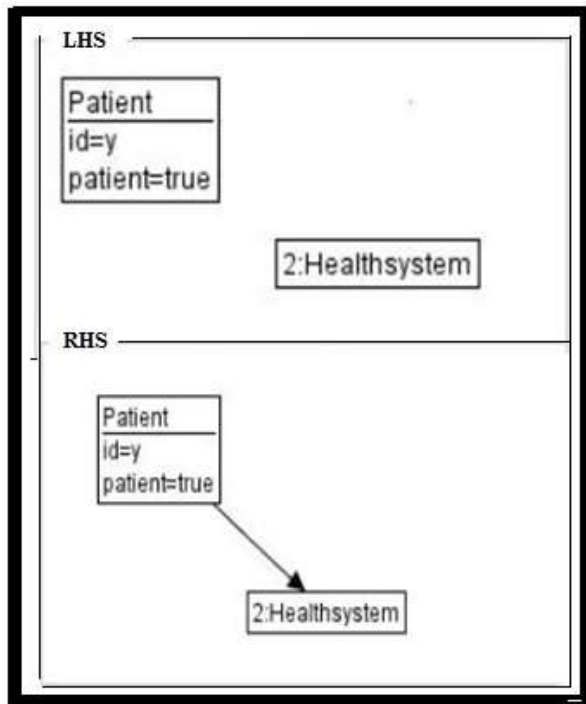 LHS
Patient
id=y
patient=true
2:Healthsystem
RHS
Patient
id=y
patient=true
2:Healthsystem